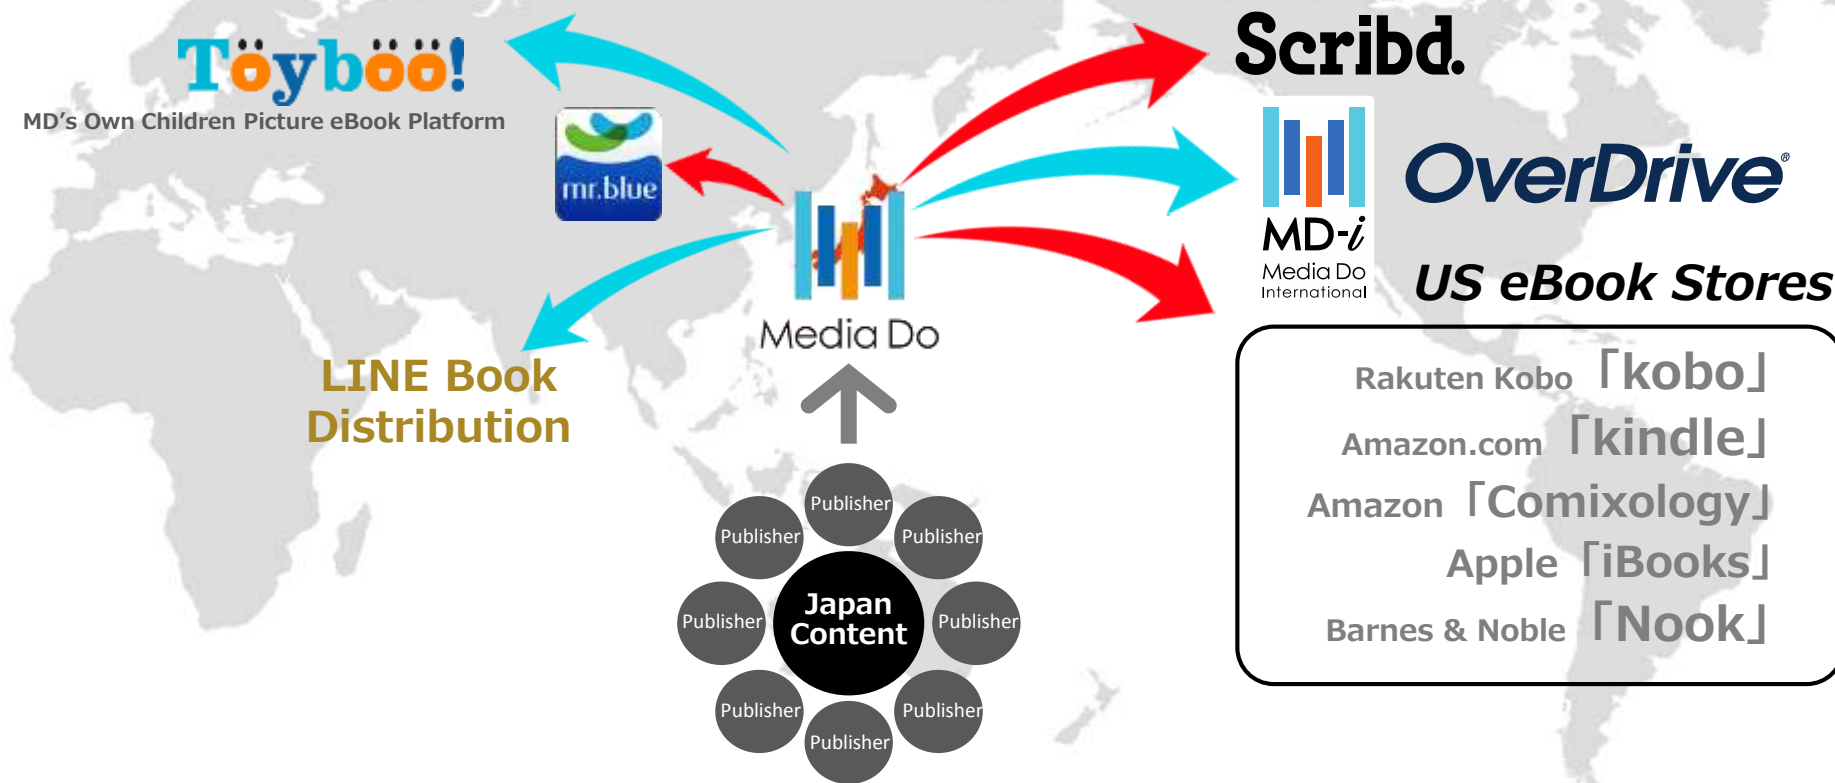 Töyböö!
MD’s Own Children Picture eBook Platform
mr.blue
LINE Book
Distribution
Media Do
Scribd.
MD-i
Media Do
International
OverDrive®
US eBook Stores
Rakuten Kobo「kobo」
Amazon.com「kindle」
Amazon「Comixology」
Apple「iBooks」
Barnes & Noble「Nook」
Publisher
Publisher
Publisher
Publisher
Japan
Content
Publisher
Publisher
Publisher
Publisher